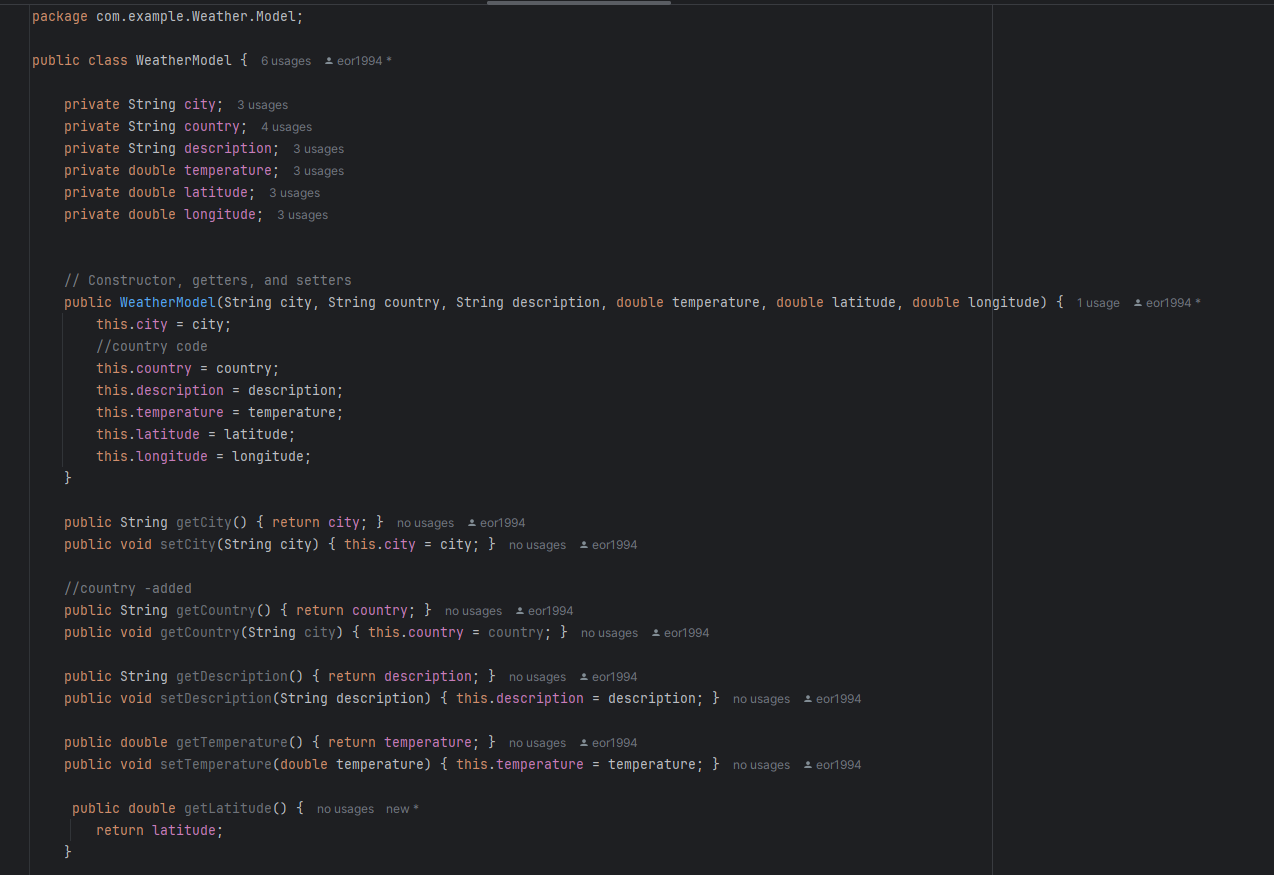 package com.example.Weather.Model;
public class WeatherModel { 6 usages eor1994 *
private String city; 3 usages
private String country; 4 usages
private String description; 3 usages
private double temperature; 3 usages
private double latitude; 3 usages
private double longitude; 3 usages
// Constructor, getters, and setters
public WeatherModel(String city, String country, String description, double temperature, double latitude, double longitude) { 1 usage eor1994 *
this.city = city;
//country code
this.country = country;
this.description = description;
this.temperature = temperature;
this.latitude = latitude;
this.longitude = longitude;
}
public String getCity() { return city; } no usages eor1994
public void setCity(String city) { this.city = city; } no usages eor1994
//country -added
public String getCountry() { return country; } no usages eor1994
public void getCountry(String city) { this.country = country; } no usages eor1994
public String getDescription() { return description; } no usages eor1994
public void setDescription(String description) { this.description = description; } no usages eor1994
public double getTemperature() { return temperature; } no usages eor1994
public void setTemperature(double temperature) { this.temperature = temperature; } no usages eor1994
public double getLatitude() { no usages new *
return latitude;
}